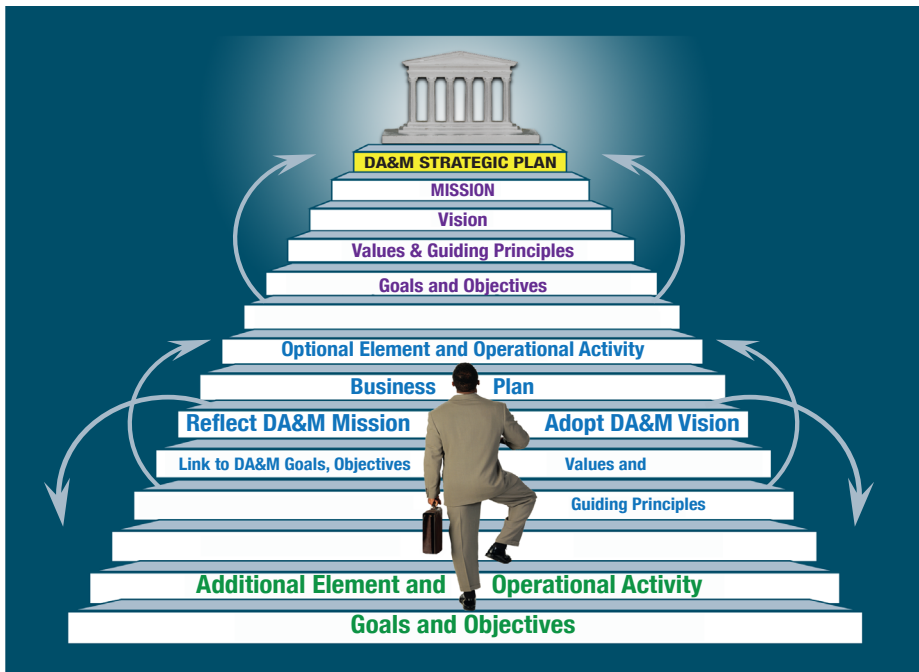 DA&M STRATEGIC PLAN
MISSION
Vision
Values & Guiding Principles
Goals and Objectives
Optional Element and Operational Activity
Business Plan
Reflect DA&M Mission Adopt DA&M Vision
Link to DA&M Goals, Objectives Values and
Guiding Principles
Additional Element and Operational Activity
Goals and Objectives